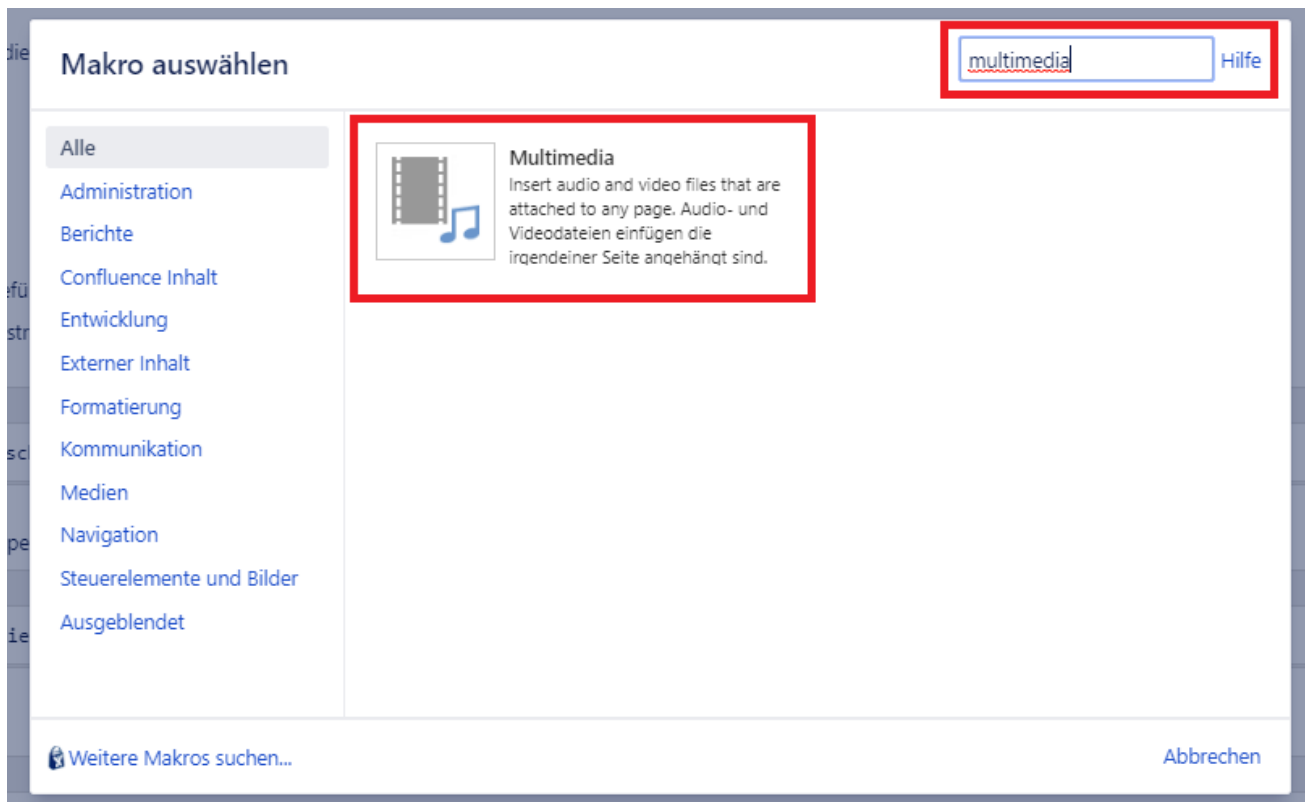 Makro auswählen
multimedia
Hilfe
Alle
Administration
Berichte
Confluence Inhalt
Entwicklung
Externer Inhalt
Formatierung
Kommunikation
Medien
Navigation
Steuerelemente und Bilder
Ausgeblendet
Multimedia
Insert audio and video files that are
attached to any page. Audio- und
Videodateien einfügen die
irgendeiner Seite angehängt sind.
Weitere Makros suchen...
Abbrechen